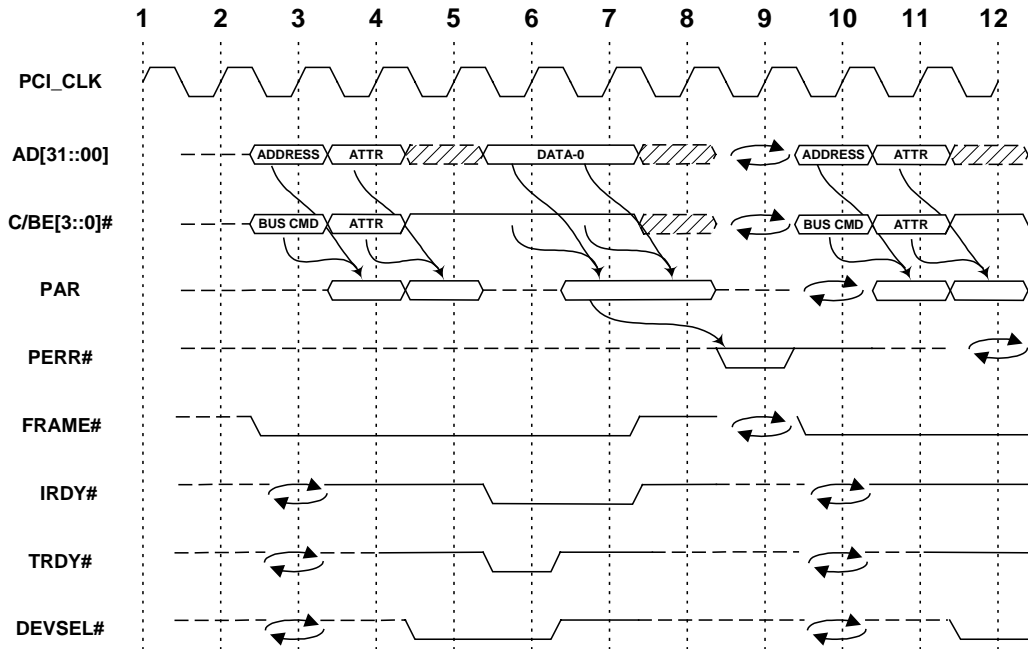 1 2 3 4 5 6 7 8 9 10 11 12
PCI_CLK
AD[31::00] ADDRESS ATTR DATA-0 ADDRESS ATTR
C/BE[3::0]# BUS CMD ATTR BUS CMD ATTR
PAR
PERR#
FRAME#
IRDY#
TRDY#
DEVSEL#